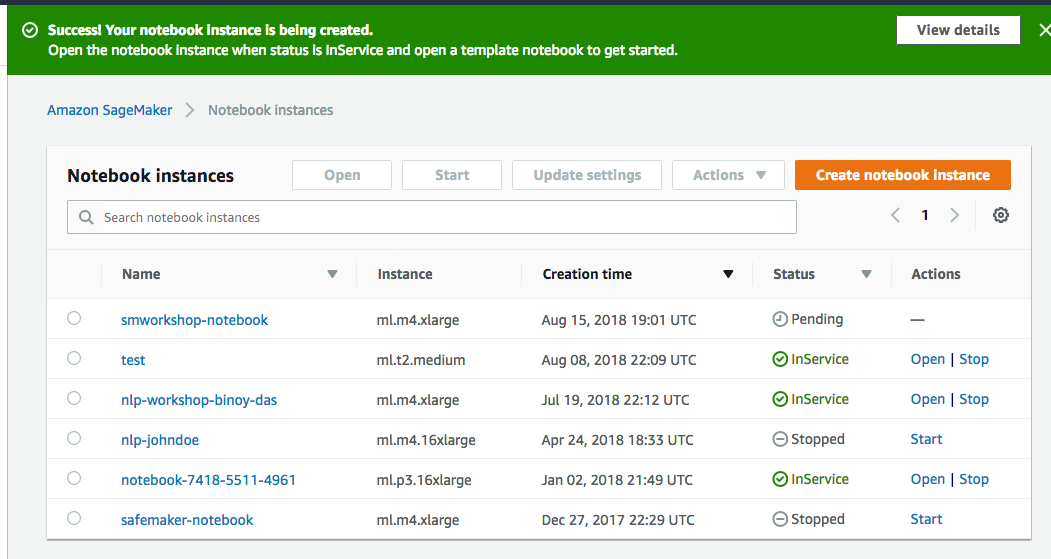 Success! Your notebook instance is being created.
Open the notebook instance when status is InService and open a template notebook to get started.
View details
Amazon SageMaker > Notebook instances
Notebook instances Open Start Update settings Actions Create notebook instance
Search notebook instances 1
Name Instance Creation time Status Actions
smworkshop-notebook ml.m4.xlarge Aug 15, 2018 19:01 UTC Pending —
test ml.t2.medium Aug 08, 2018 22:09 UTC InService Open | Stop
nlp-workshop-binoy-das ml.m4.xlarge Jul 19, 2018 22:12 UTC InService Open | Stop
nlp-johndoe ml.m4.16xlarge Apr 24, 2018 18:33 UTC Stopped Start
notebook-7418-5511-4961 ml.p3.16xlarge Jan 02, 2018 21:49 UTC InService Open | Stop
safemaker-notebook ml.m4.xlarge Dec 27, 2017 22:29 UTC Stopped Start